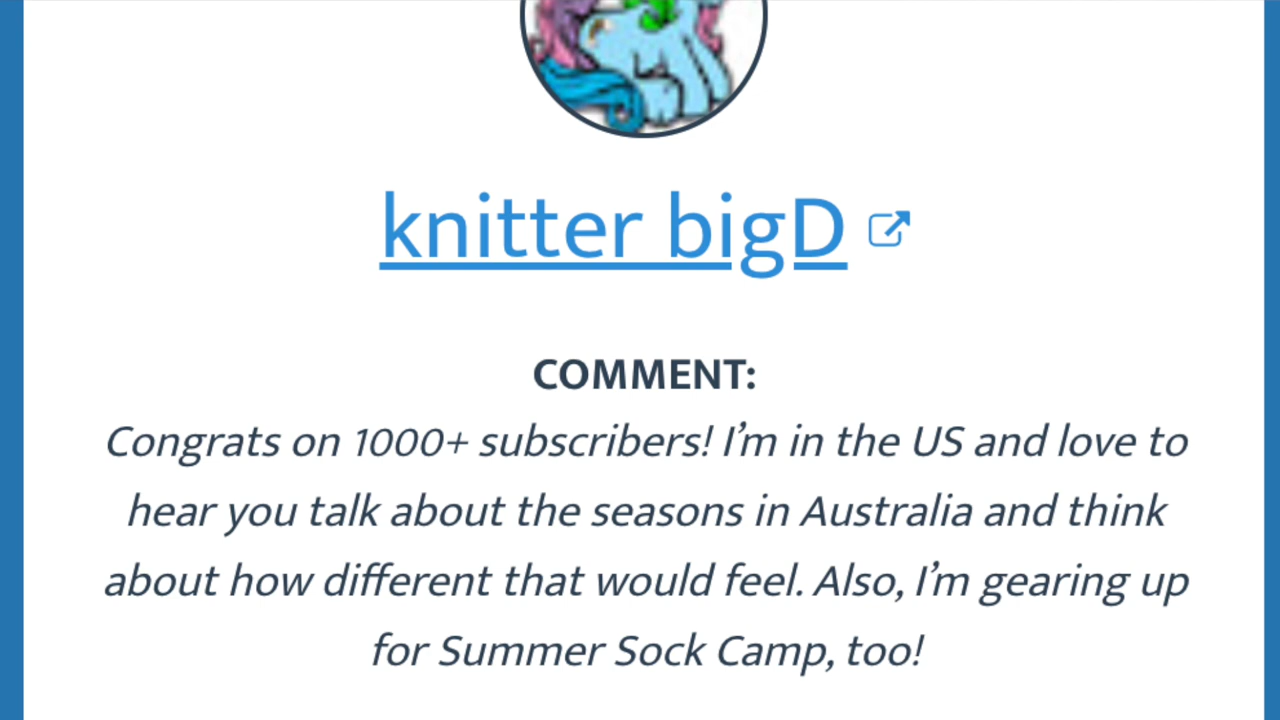 knitter bigD
COMMENT:
Congrats on 1000+ subscribers! I’m in the US and love to
hear you talk about the seasons in Australia and think
about how different that would feel. Also, I’m gearing up
for Summer Sock Camp, too!